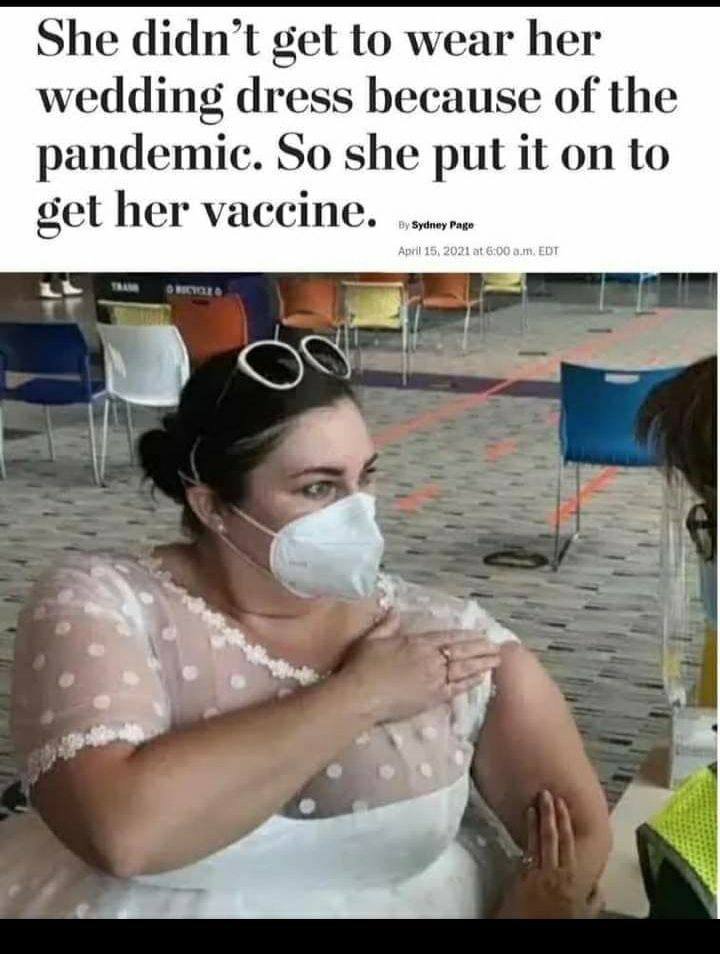 She didn’t get to wear her
wedding dress because of the
pandemic. So she put it on to
get her vaccine.
By Sydney Page
April 15, 2021 at 6:00 a.m. EDT
TRASH
RECYCLE